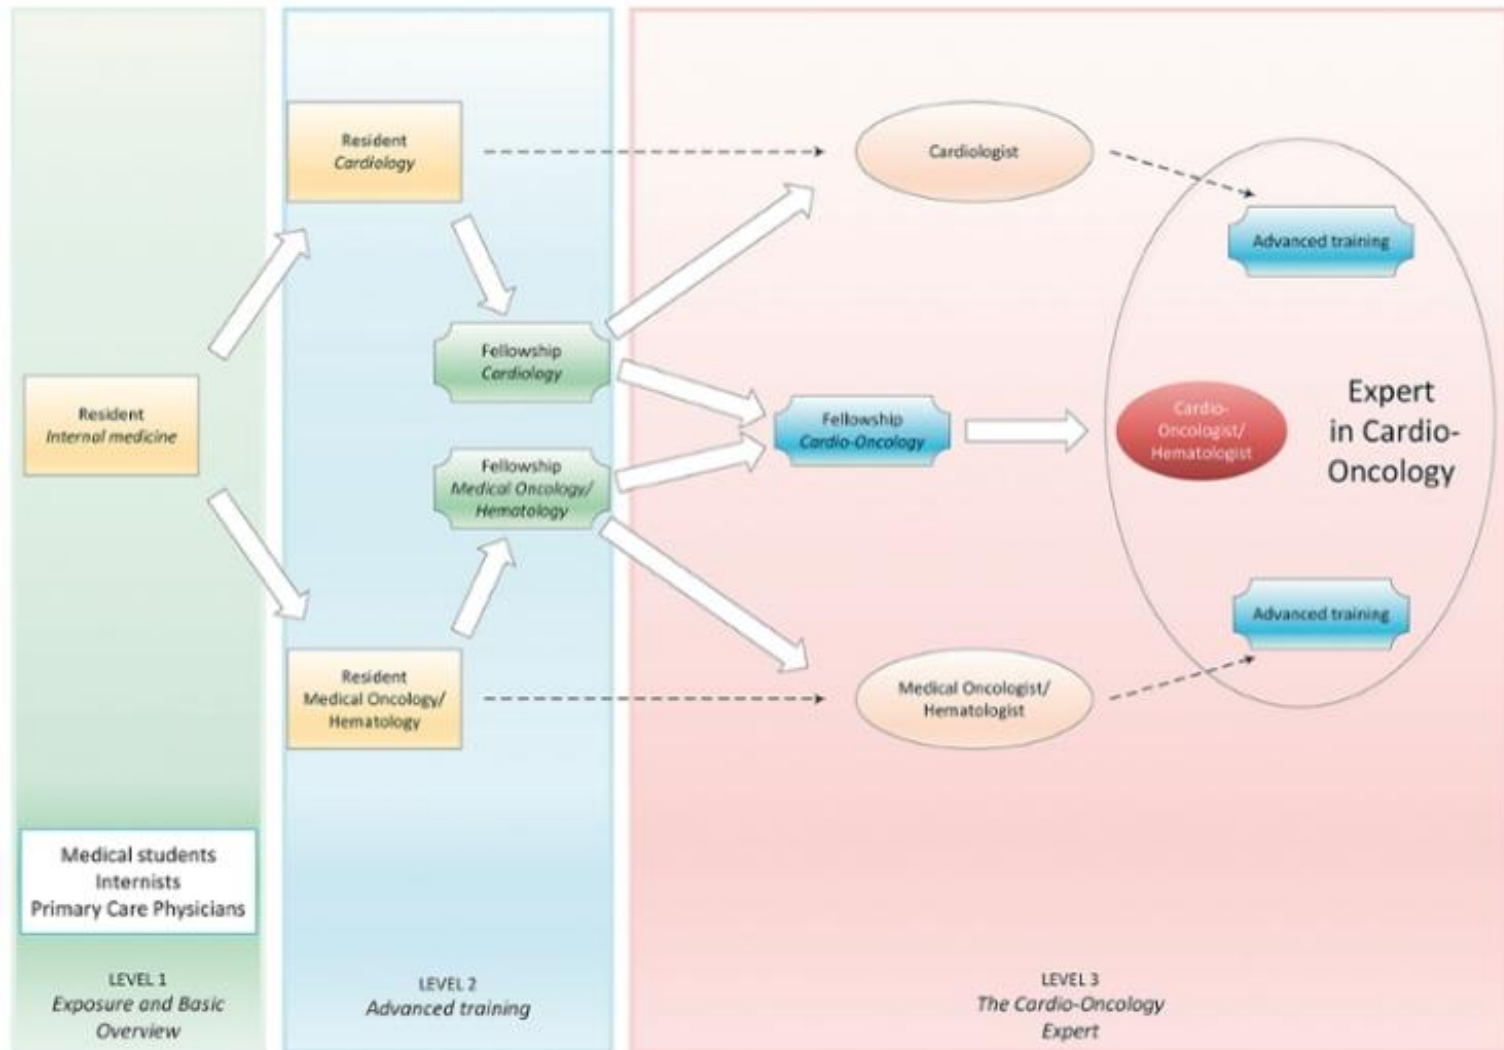 Resident
Internal medicine
Medical students
Internists
Primary Care Physicians
LEVEL 1
Exposure and Basic
Overview
Resident
Cardiology
Fellowship
Cardiology
Fellowship
Medical Oncology/
Hematology
Resident
Medical Oncology/
Hematology
LEVEL 2
Advanced training
Cardiologist
Advanced training
Fellowship
Cardio-Oncology
Cardio-
Oncologist/
Hematologist
Expert
in Cardio-
Oncology
Advanced training
Medical Oncologist/
Hematologist
LEVEL 3
The Cardio-Oncology
Expert